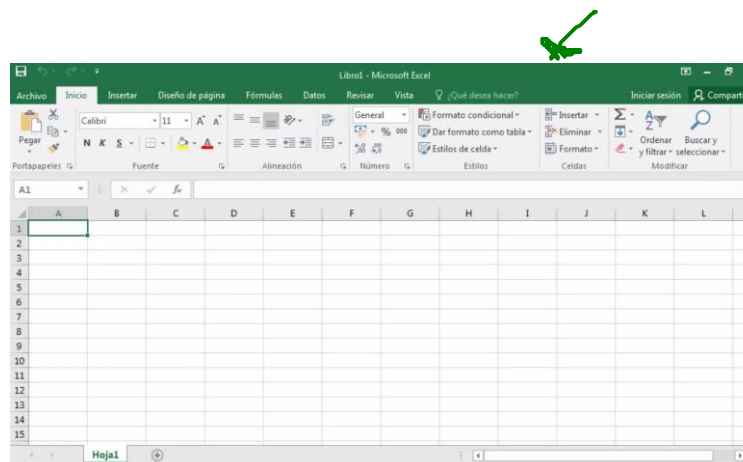 Libro1 - Microsoft Excel
Archivo Inicio Insertar Diseño de página Fórmulas Datos Revisar Vista ¿Qué desea hacer? Iniciar sesión Comparti
Calibri 11 General Formato condicional Insertar
Pegar N K S A % 000 Dar formato como tabla Eliminar Ordenar y filtrar Buscar y seleccionar
Estilos de celda Formato
Portapapeles Fuente Alineación Número Estilos Celdas Modificar
A1 fx
A B C D E F G H I J K L
1
2
3
4
5
6
7
8
9
10
11
12
13
14
15
Hoja1